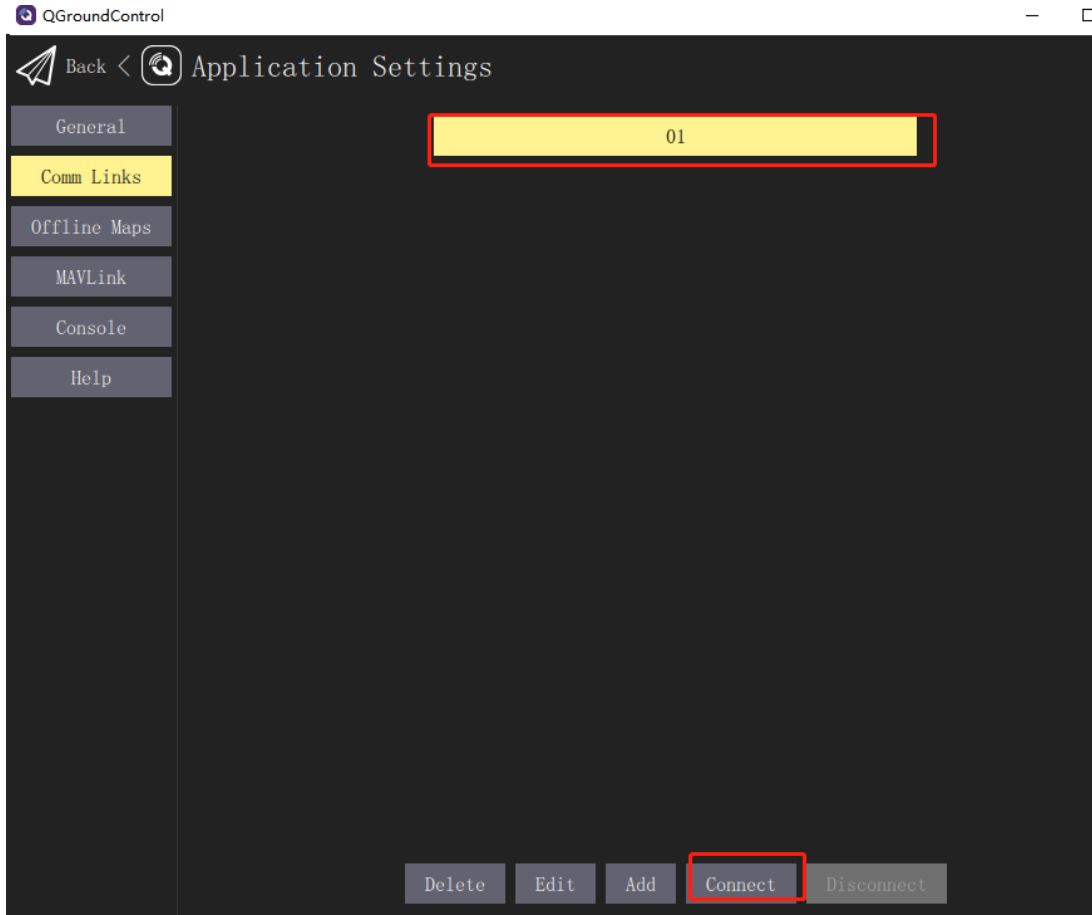 QGroundControl
Back < Application Settings
General
01
Comm Links
Offline Maps
MAVLink
Console
Help
Delete Edit Add Connect Disconnect